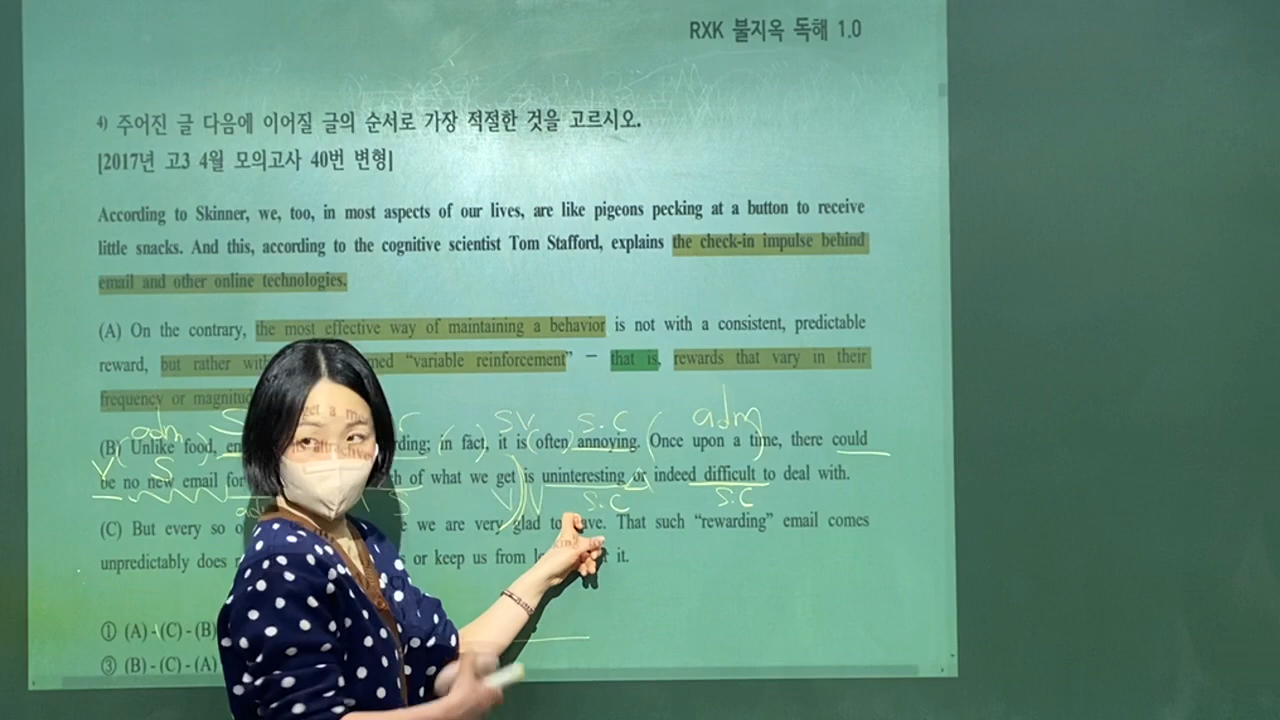 RXK 불지옥 독해 1.0
4) 주어진 글 다음에 이어질 글의 순서로 가장 적절한 것을 고르시오.
[2017년 고3 4월 모의고사 40번 변형]
According to Skinner, we, too, in most aspects of our lives, are like pigeons pecking at a button to receive
little snacks. And this, according to the cognitive scientist Tom Stafford, explains the check-in impulse behind
email and other online technologies.
(A) On the contrary, the most effective way of maintaining a behavior is not with a consistent, predictable
reward, but rather "variable reinforcement" – that is, rewards that vary in their
frequency or
adm S SV S.C adm
(B) Unlike food, in fact, it is often annoying. Once upon a time, there could
V S
be no new email for of what we get is uninteresting or indeed difficult to deal with.
S V V S.C S.C
(C) But every so we are very glad to have. That such "rewarding" email comes
unpredictably does or keep us from it.
① (A) - (C) - (B)
③ (B) - (C) - (A)